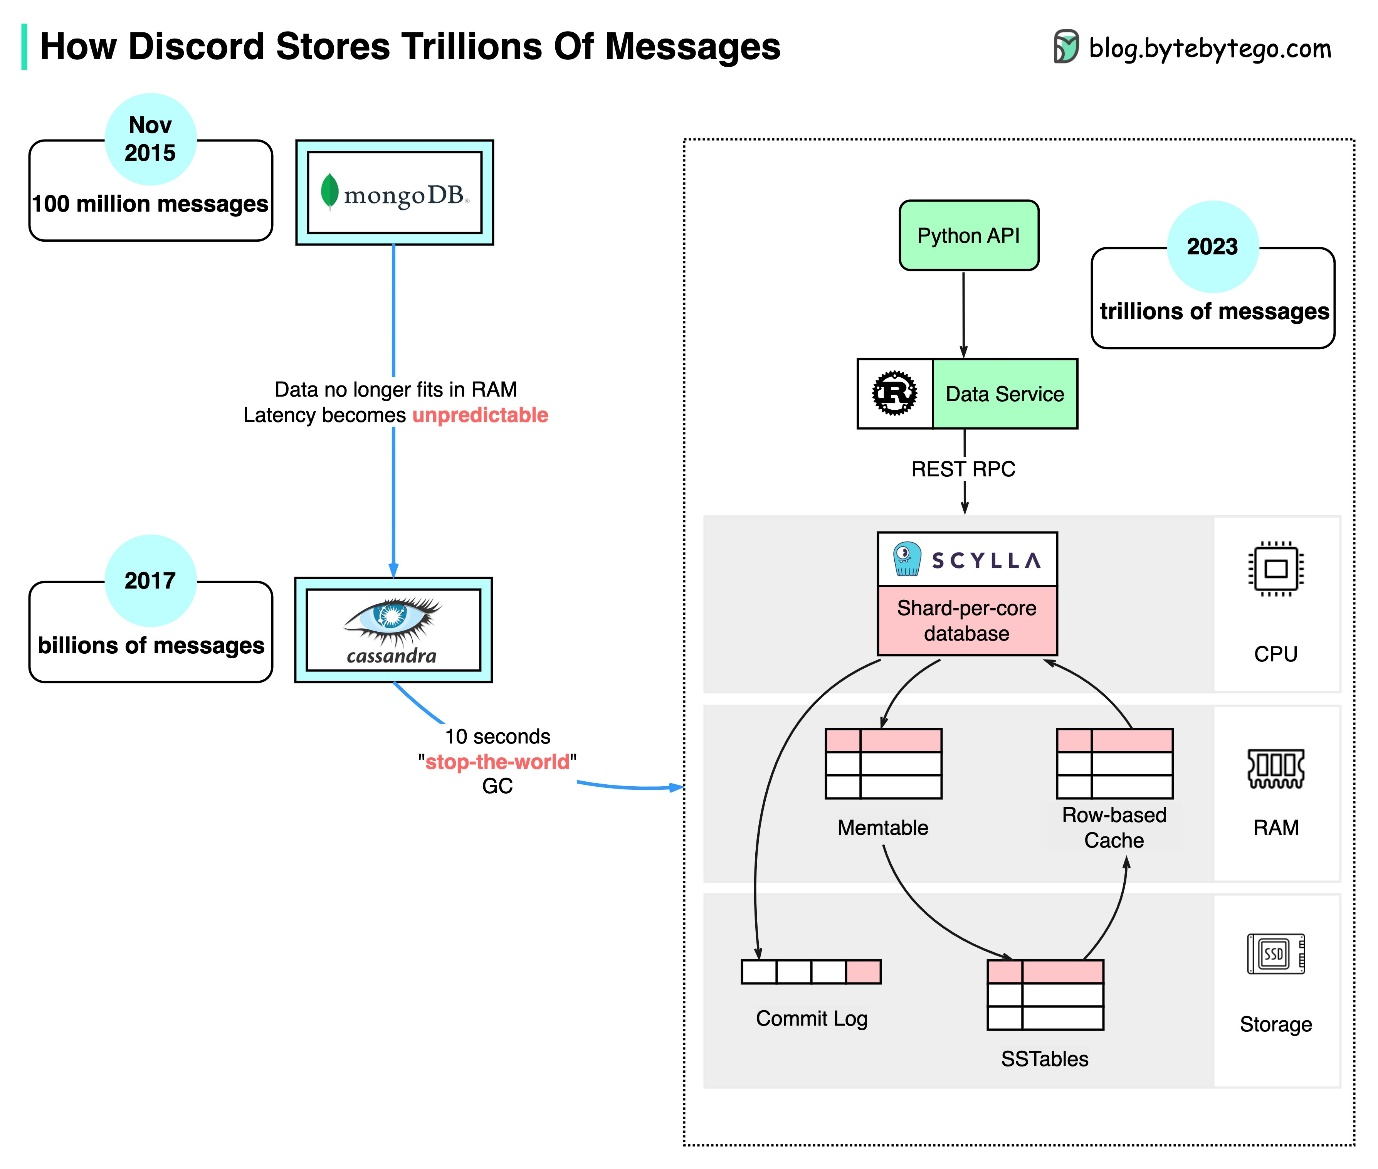 How Discord Stores Trillions Of Messages
blog.bytebytego.com
Nov
2015
100 million messages
mongoDB®
Data no longer fits in RAM
Latency becomes unpredictable
2017
billions of messages
cassandra
10 seconds
"stop-the-world"
GC
Python API
2023
trillions of messages
R
Data Service
REST RPC
SCYLLA
Shard-per-core
database
CPU
Memtable
Row-based
Cache
RAM
Commit Log
SSTables
SSD
Storage